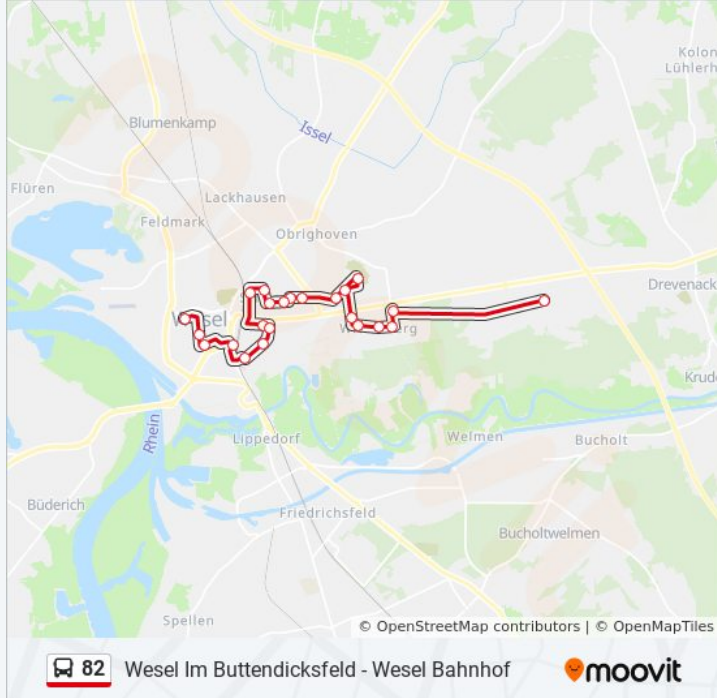 Kolon
Lühlerh
Blumenkamp
Issel
Flüren
Lackhausen
Feldmark
Obrighoven
Drevenack
Wesel
Krude
Rhein
Lippedorf
Welmen
Bucholt
Büderich
Friedrichsfeld
Bucholtwelmen
Spellen
© OpenStreetMap contributors | © OpenMapTiles
82 Wesel Im Buttendicksfeld - Wesel Bahnhof moovit